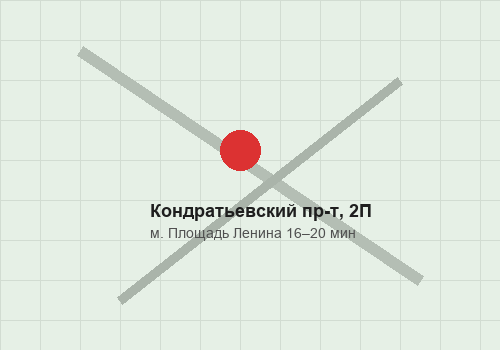 Кондратьевский пр-т, 2П
м. Площадь Ленина 16–20 мин